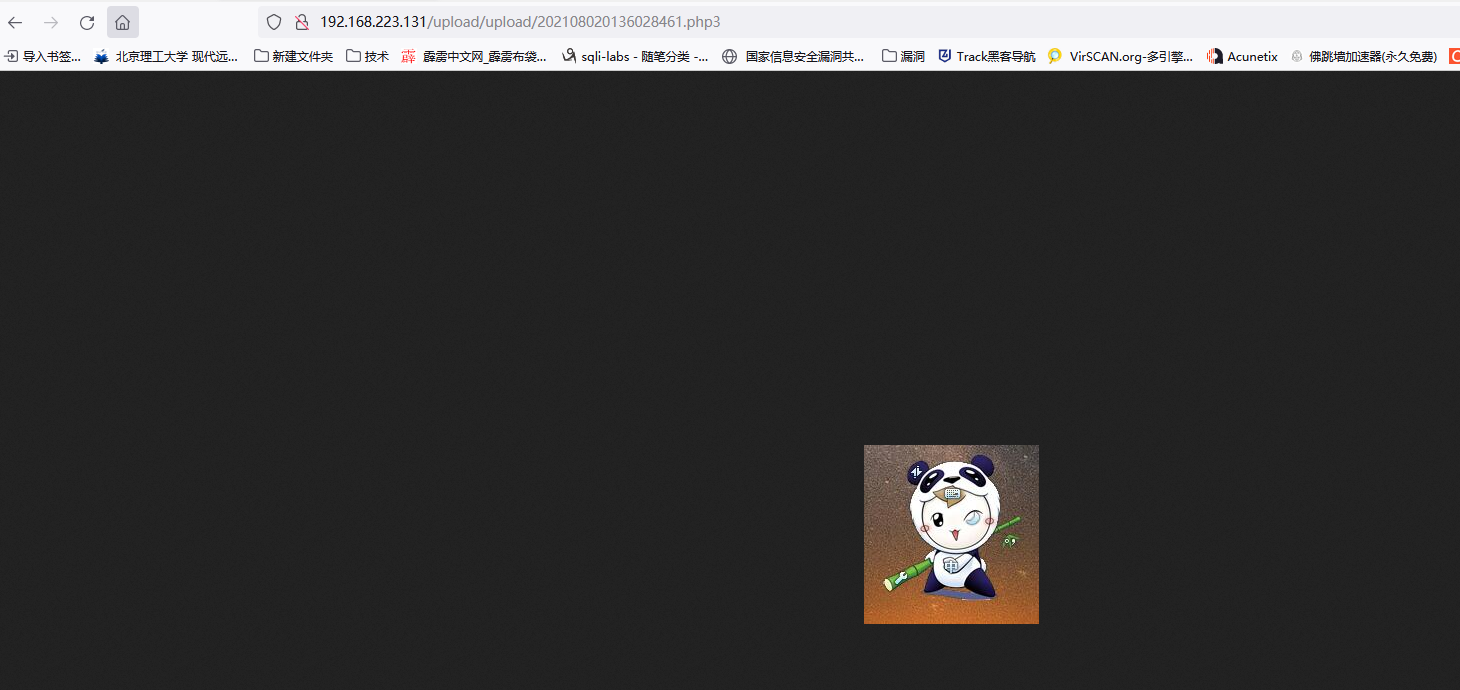 192.168.223.131/upload/upload/202108020136028461.php3
导入书签... 北京理工大学 现代远... 新建文件夹 技术 霹雳中文网_霹雳布袋... sqli-labs - 随笔分类 -... 国家信息安全漏洞共... 漏洞 Track黑客导航 VirSCAN.org-多引擎... Acunetix 佛跳墙加速器(永久免费)